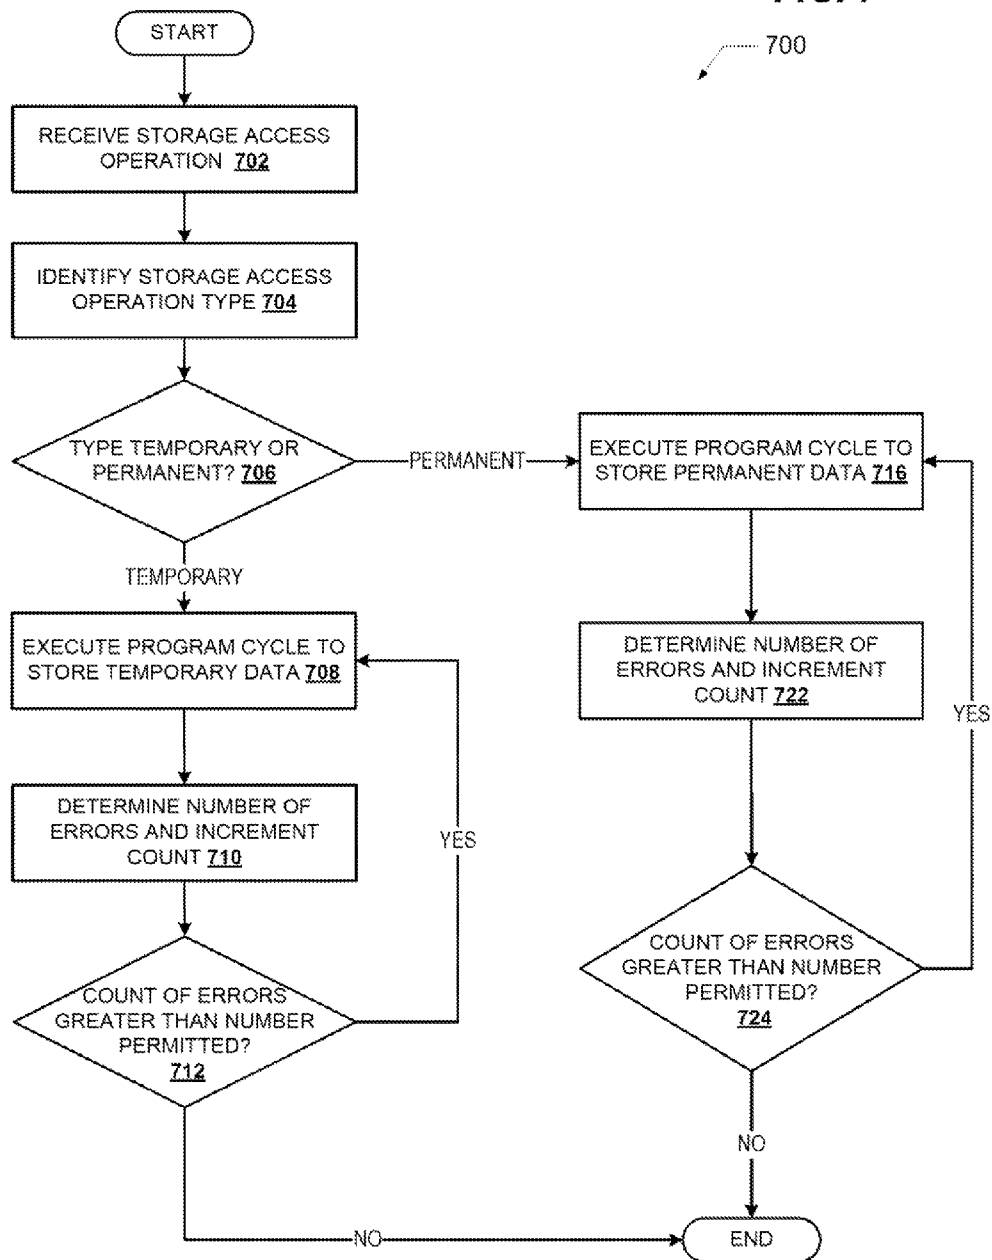 700
START
RECEIVE STORAGE ACCESS
OPERATION 702
IDENTIFY STORAGE ACCESS
OPERATION TYPE 704
TYPE TEMPORARY OR
PERMANENT? 706
PERMANENT
TEMPORARY
EXECUTE PROGRAM CYCLE TO
STORE TEMPORARY DATA 708
DETERMINE NUMBER OF
ERRORS AND INCREMENT
COUNT 710
YES
COUNT OF ERRORS
GREATER THAN NUMBER
PERMITTED?
712
NO
EXECUTE PROGRAM CYCLE TO
STORE PERMANENT DATA 716
DETERMINE NUMBER OF
ERRORS AND INCREMENT
COUNT 722
YES
COUNT OF ERRORS
GREATER THAN NUMBER
PERMITTED?
724
NO
END